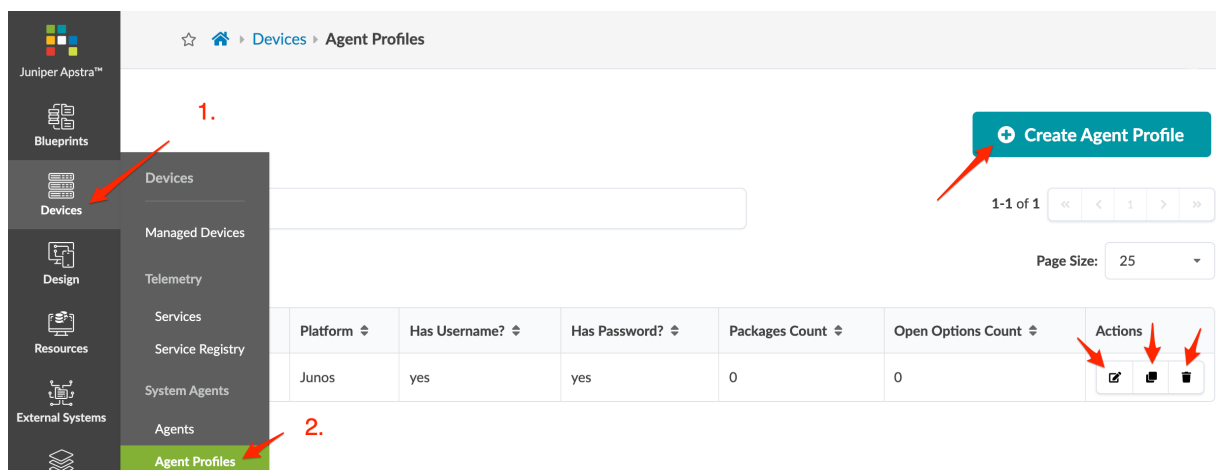 Juniper Apstra™
Devices Agent Profiles
1.
Blueprints
Create Agent Profile
Devices
Devices
1-1 of 1 « < 1 > »
Managed Devices
Design
Telemetry
Page Size: 25
Services
Resources
Service Registry
Platform Has Username? Has Password? Packages Count Open Options Count Actions
Junos yes yes 0 0
System Agents
External Systems
Agents
2.
Agent Profiles